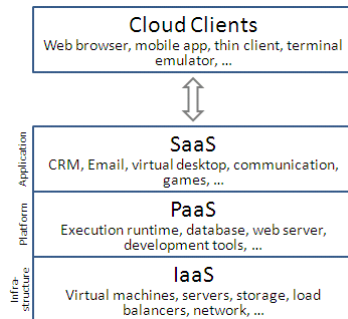 Cloud Clients
Web browser, mobile app, thin client, terminal
emulator, ...
Application
SaaS
CRM, Email, virtual desktop, communication,
games, ...
Platform
PaaS
Execution runtime, database, web server,
development tools, ...
Infra-
structure
IaaS
Virtual machines, servers, storage, load
balancers, network, ...